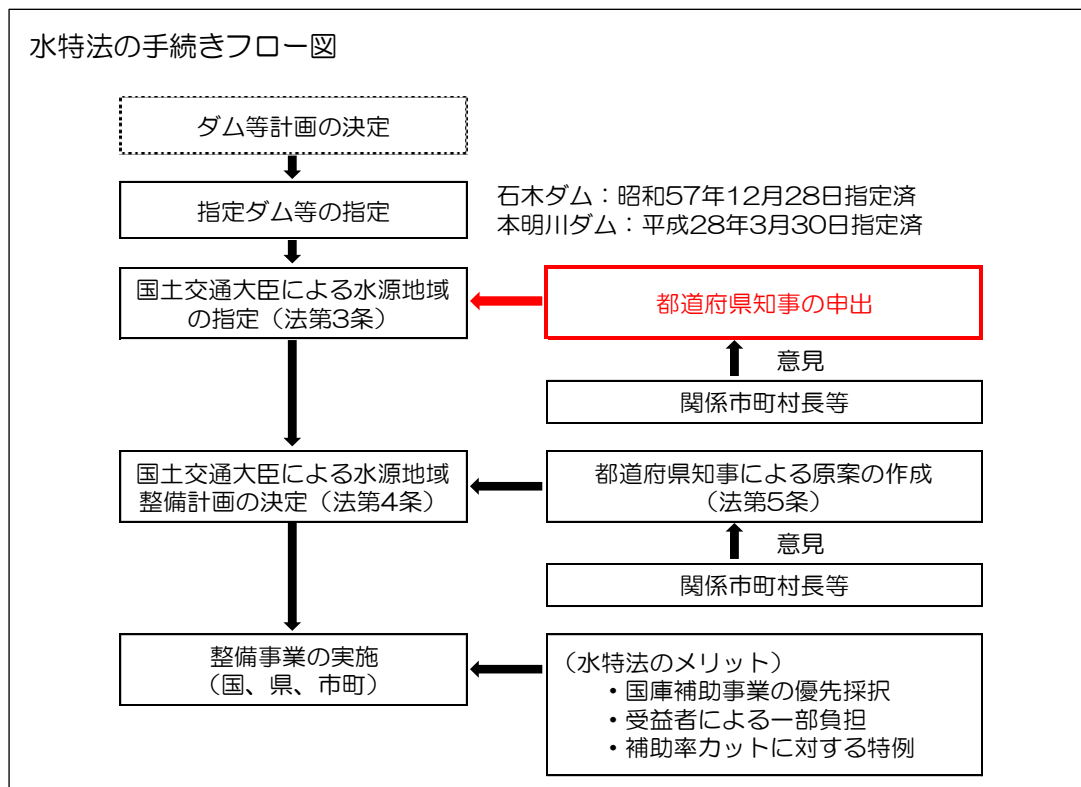 水特法の手続きフロー図
ダム等計画の決定
指定ダム等の指定
石木ダム：昭和57年12月28日指定済
本明川ダム：平成28年3月30日指定済
国土交通大臣による水源地域
の指定（法第3条）
都道府県知事の申出
意見
関係市町村長等
国土交通大臣による水源地域
整備計画の決定（法第4条）
都道府県知事による原案の作成
（法第5条）
意見
関係市町村長等
整備事業の実施
（国、県、市町）
（水特法のメリット）
・国庫補助事業の優先採択
・受益者による一部負担
・補助率カットに対する特例